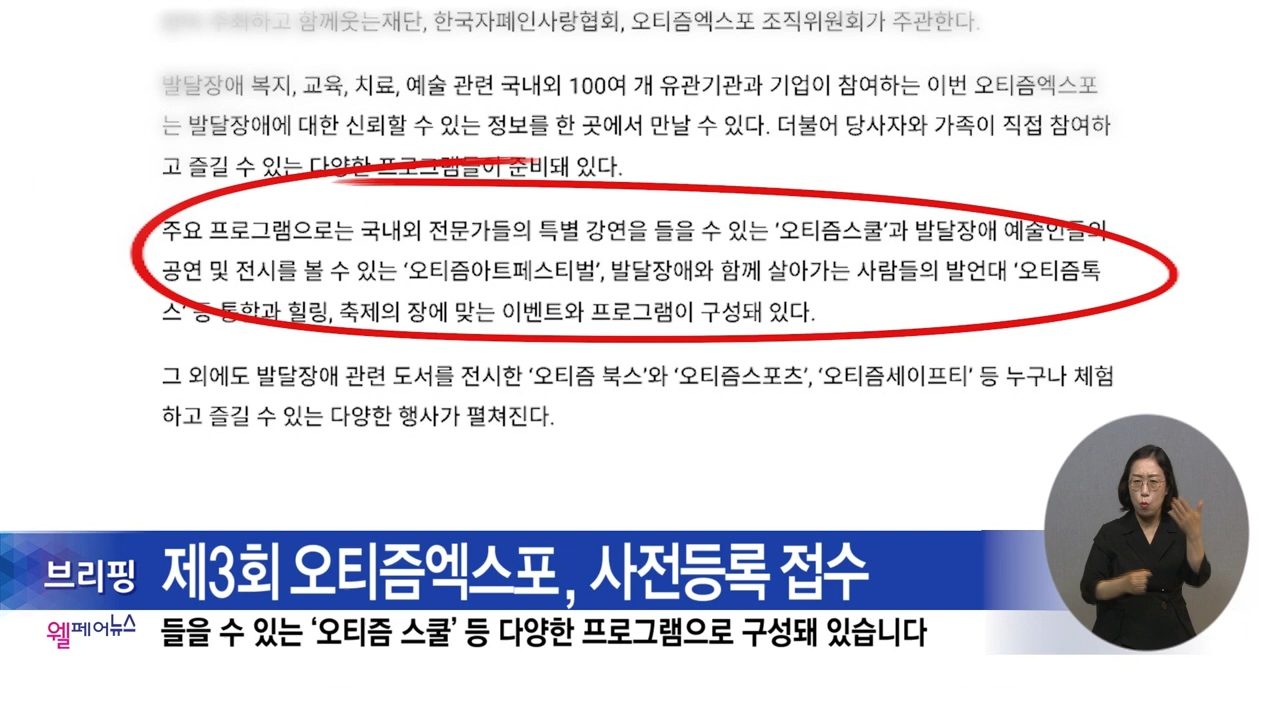 주최하고 함께웃는재단, 한국자폐인사랑협회, 오티즘엑스포 조직위원회가 주관한다.
발달장애 복지, 교육, 치료, 예술 관련 국내외 100여 개 유관기관과 기업이 참여하는 이번 오티즘엑스포
는 발달장애에 대한 신뢰할 수 있는 정보를 한 곳에서 만날 수 있다. 더불어 당사자와 가족이 직접 참여하
고 즐길 수 있는 다양한 프로그램들이 준비돼 있다.
주요 프로그램으로는 국내외 전문가들의 특별 강연을 들을 수 있는 ‘오티즘스쿨’과 발달장애 예술인들의
공연 및 전시를 볼 수 있는 ‘오티즘아트페스티벌’, 발달장애와 함께 살아가는 사람들의 발언대 ‘오티즘톡
스’ 등 통합과 힐링, 축제의 장에 맞는 이벤트와 프로그램이 구성돼 있다.
그 외에도 발달장애 관련 도서를 전시한 ‘오티즘 북스’와 ‘오티즘스포츠’, ‘오티즘세이프티’ 등 누구나 체험
하고 즐길 수 있는 다양한 행사가 펼쳐진다.
브리핑 제3회 오티즘엑스포, 사전등록 접수
웰페어뉴스 들을 수 있는 ‘오티즘 스쿨’ 등 다양한 프로그램으로 구성돼 있습니다